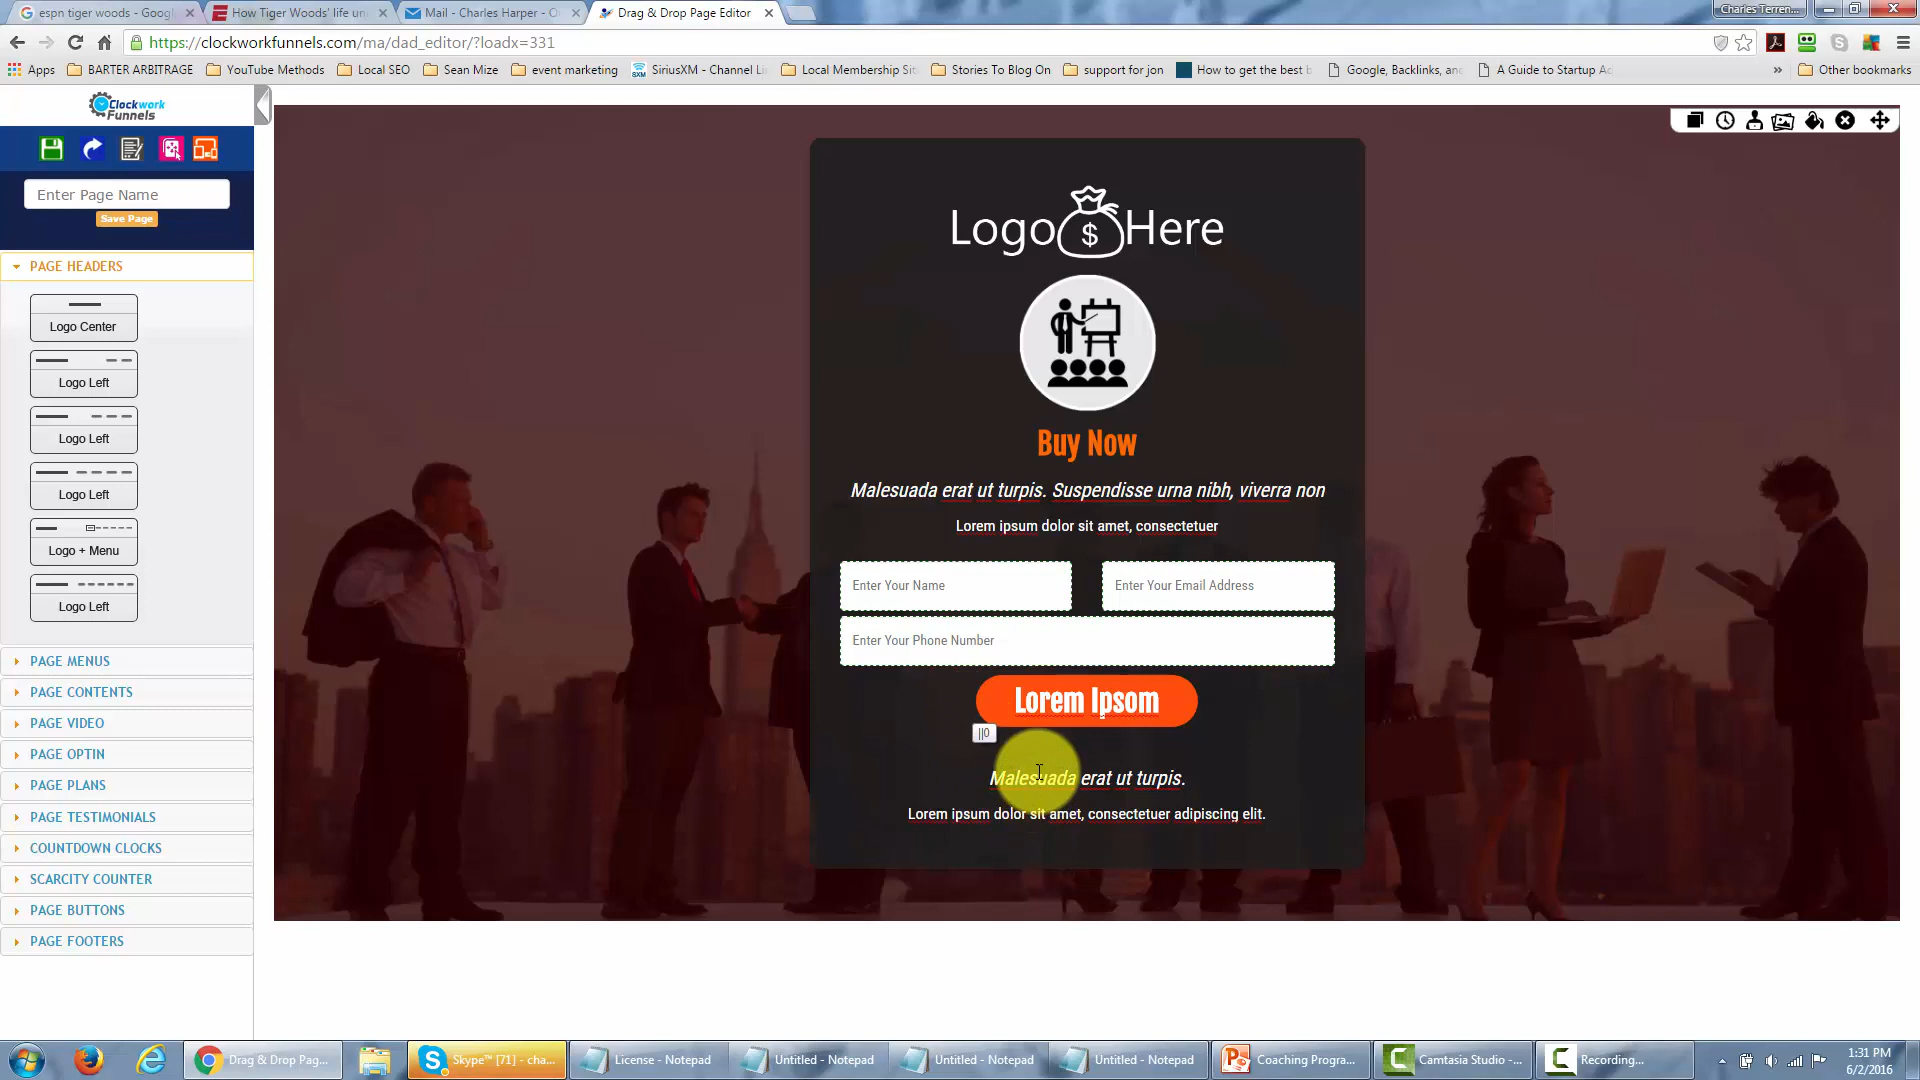 espn tiger woods - Goog
How Tiger Woods' life un
Mail - Charles Harper - O
Drag & Drop Page Editor
Charles Terren...
https://clockworkfunnels.com/ma/dad_editor/?loadx=331
Apps
BARTER ARBITRAGE
YouTube Methods
Local SEO
Sean Mize
event marketing
SiriusXM - Channel Li
Local Membership Sit
Stories To Blog On
support for jon
How to get the best b
Google, Backlinks, and
A Guide to Startup Ac
»
Other bookmarks
Clockwork
Funnels
Enter Page Name
Save Page
PAGE HEADERS
Logo Center
Logo Left
Logo Left
Logo Left
Logo + Menu
Logo Left
PAGE MENUS
PAGE CONTENTS
PAGE VIDEO
PAGE OPTIN
PAGE PLANS
PAGE TESTIMONIALS
COUNTDOWN CLOCKS
SCARCITY COUNTER
PAGE BUTTONS
PAGE FOOTERS
Logo $ Here
Buy Now
Malesuada erat ut turpis. Suspendisse urna nibh, viverra non
Lorem ipsum dolor sit amet, consectetuer
Enter Your Name
Enter Your Email Address
Enter Your Phone Number
Lorem Ipsom
||0
Malesuada erat ut turpis.
Lorem ipsum dolor sit amet, consectetuer adipiscing elit.
Drag & Drop Pag...
Skype™ [71] - cha...
License - Notepad
Untitled - Notepad
Untitled - Notepad
Untitled - Notepad
Coaching Progra...
Camtasia Studio -...
Recording...
1:31 PM
6/2/2016